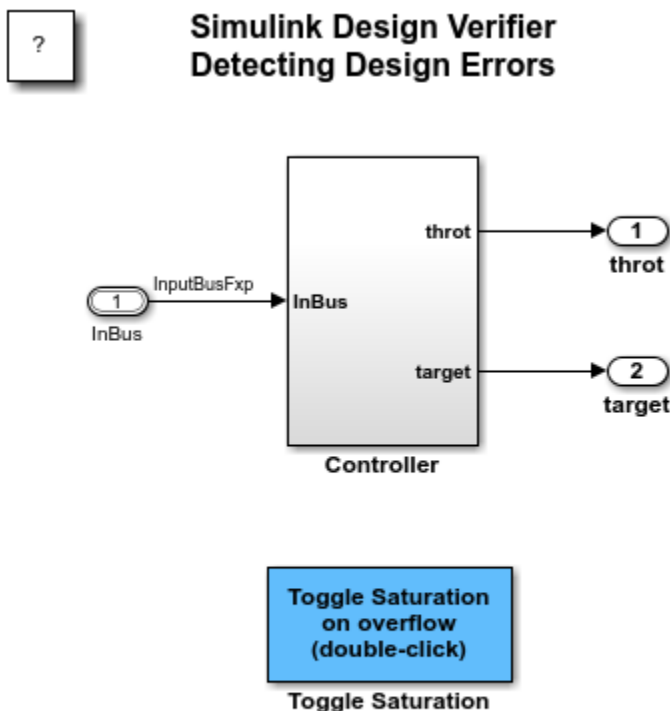 ?
Simulink Design Verifier
Detecting Design Errors
throt
1
throt
InputBusFxp
1
InBus
InBus
target
2
target
Controller
Toggle Saturation
on overflow
(double-click)
Toggle Saturation